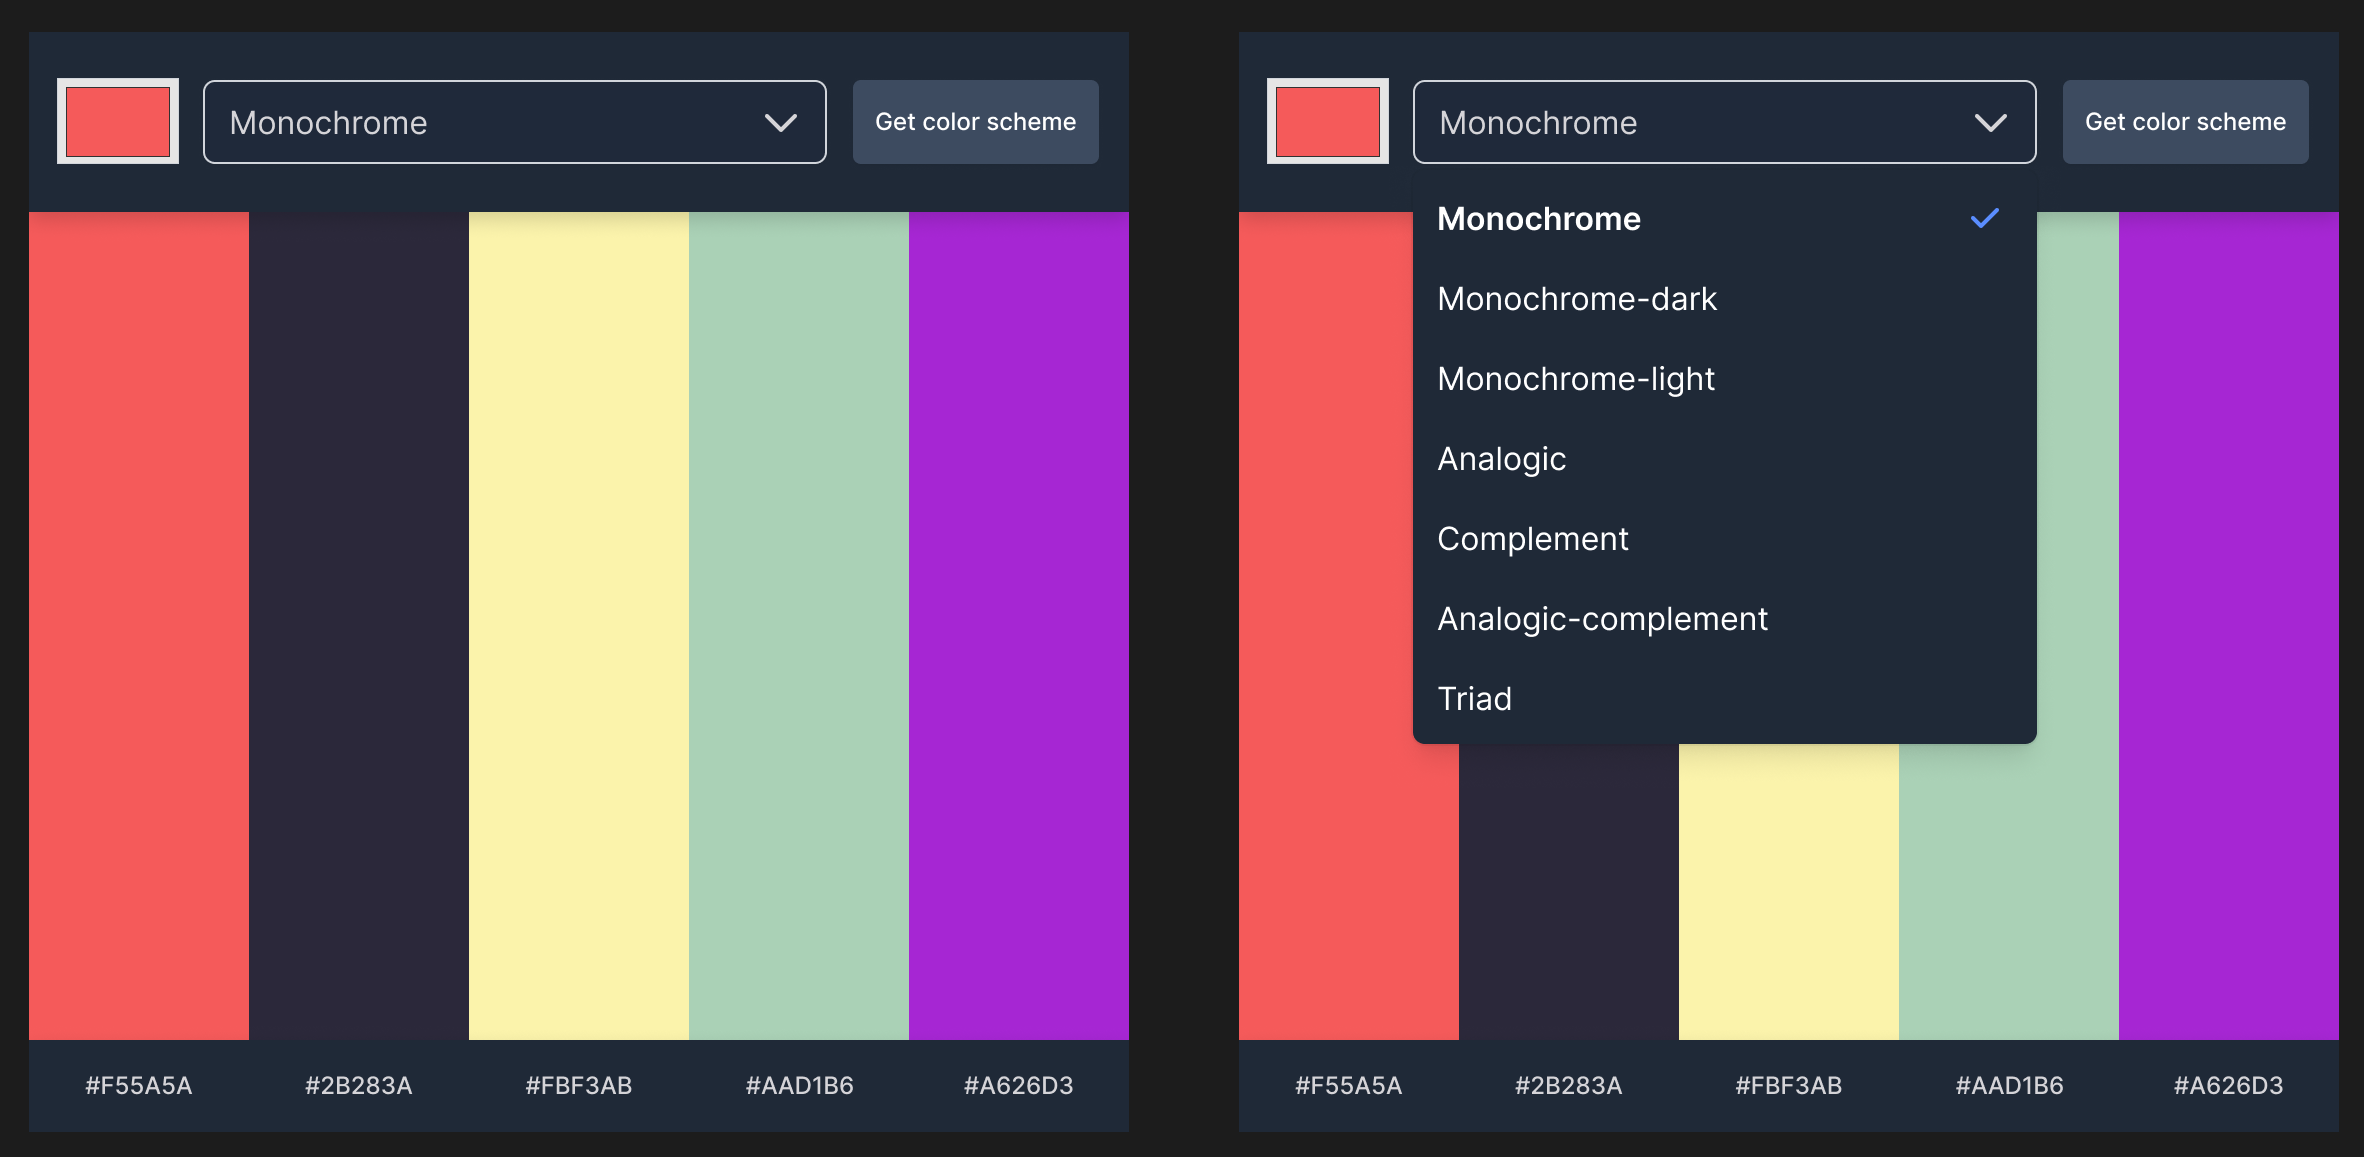 Monochrome
Get color scheme
#F55A5A
#2B283A
#FBF3AB
#AAD1B6
#A626D3
Monochrome
Get color scheme
Monochrome
Monochrome-dark
Monochrome-light
Analogic
Complement
Analogic-complement
Triad
#F55A5A
#2B283A
#FBF3AB
#AAD1B6
#A626D3